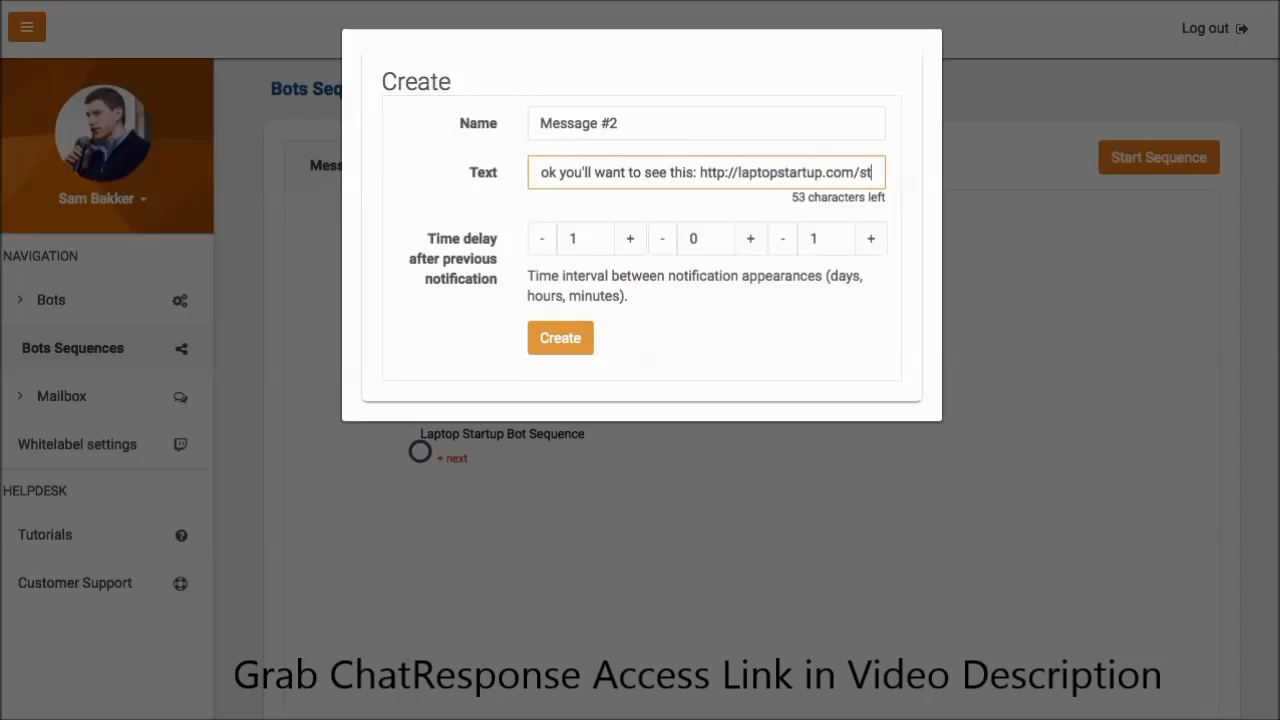 Log out
Create
Bots Seq
Name
Message #2
Mess
Start Sequence
Text
ok you'll want to see this: http://laptopstartup.com/st
53 characters left
Sam Bakker
Time delay
after previous
notification
- 1 + - 0 + - 1 +
Time interval between notification appearances (days,
hours, minutes).
Create
NAVIGATION
Bots
Bots Sequences
Mailbox
Whitelabel settings
HELPDESK
Tutorials
Customer Support
Laptop Startup Bot Sequence
+ next
Grab ChatResponse Access Link in Video Description